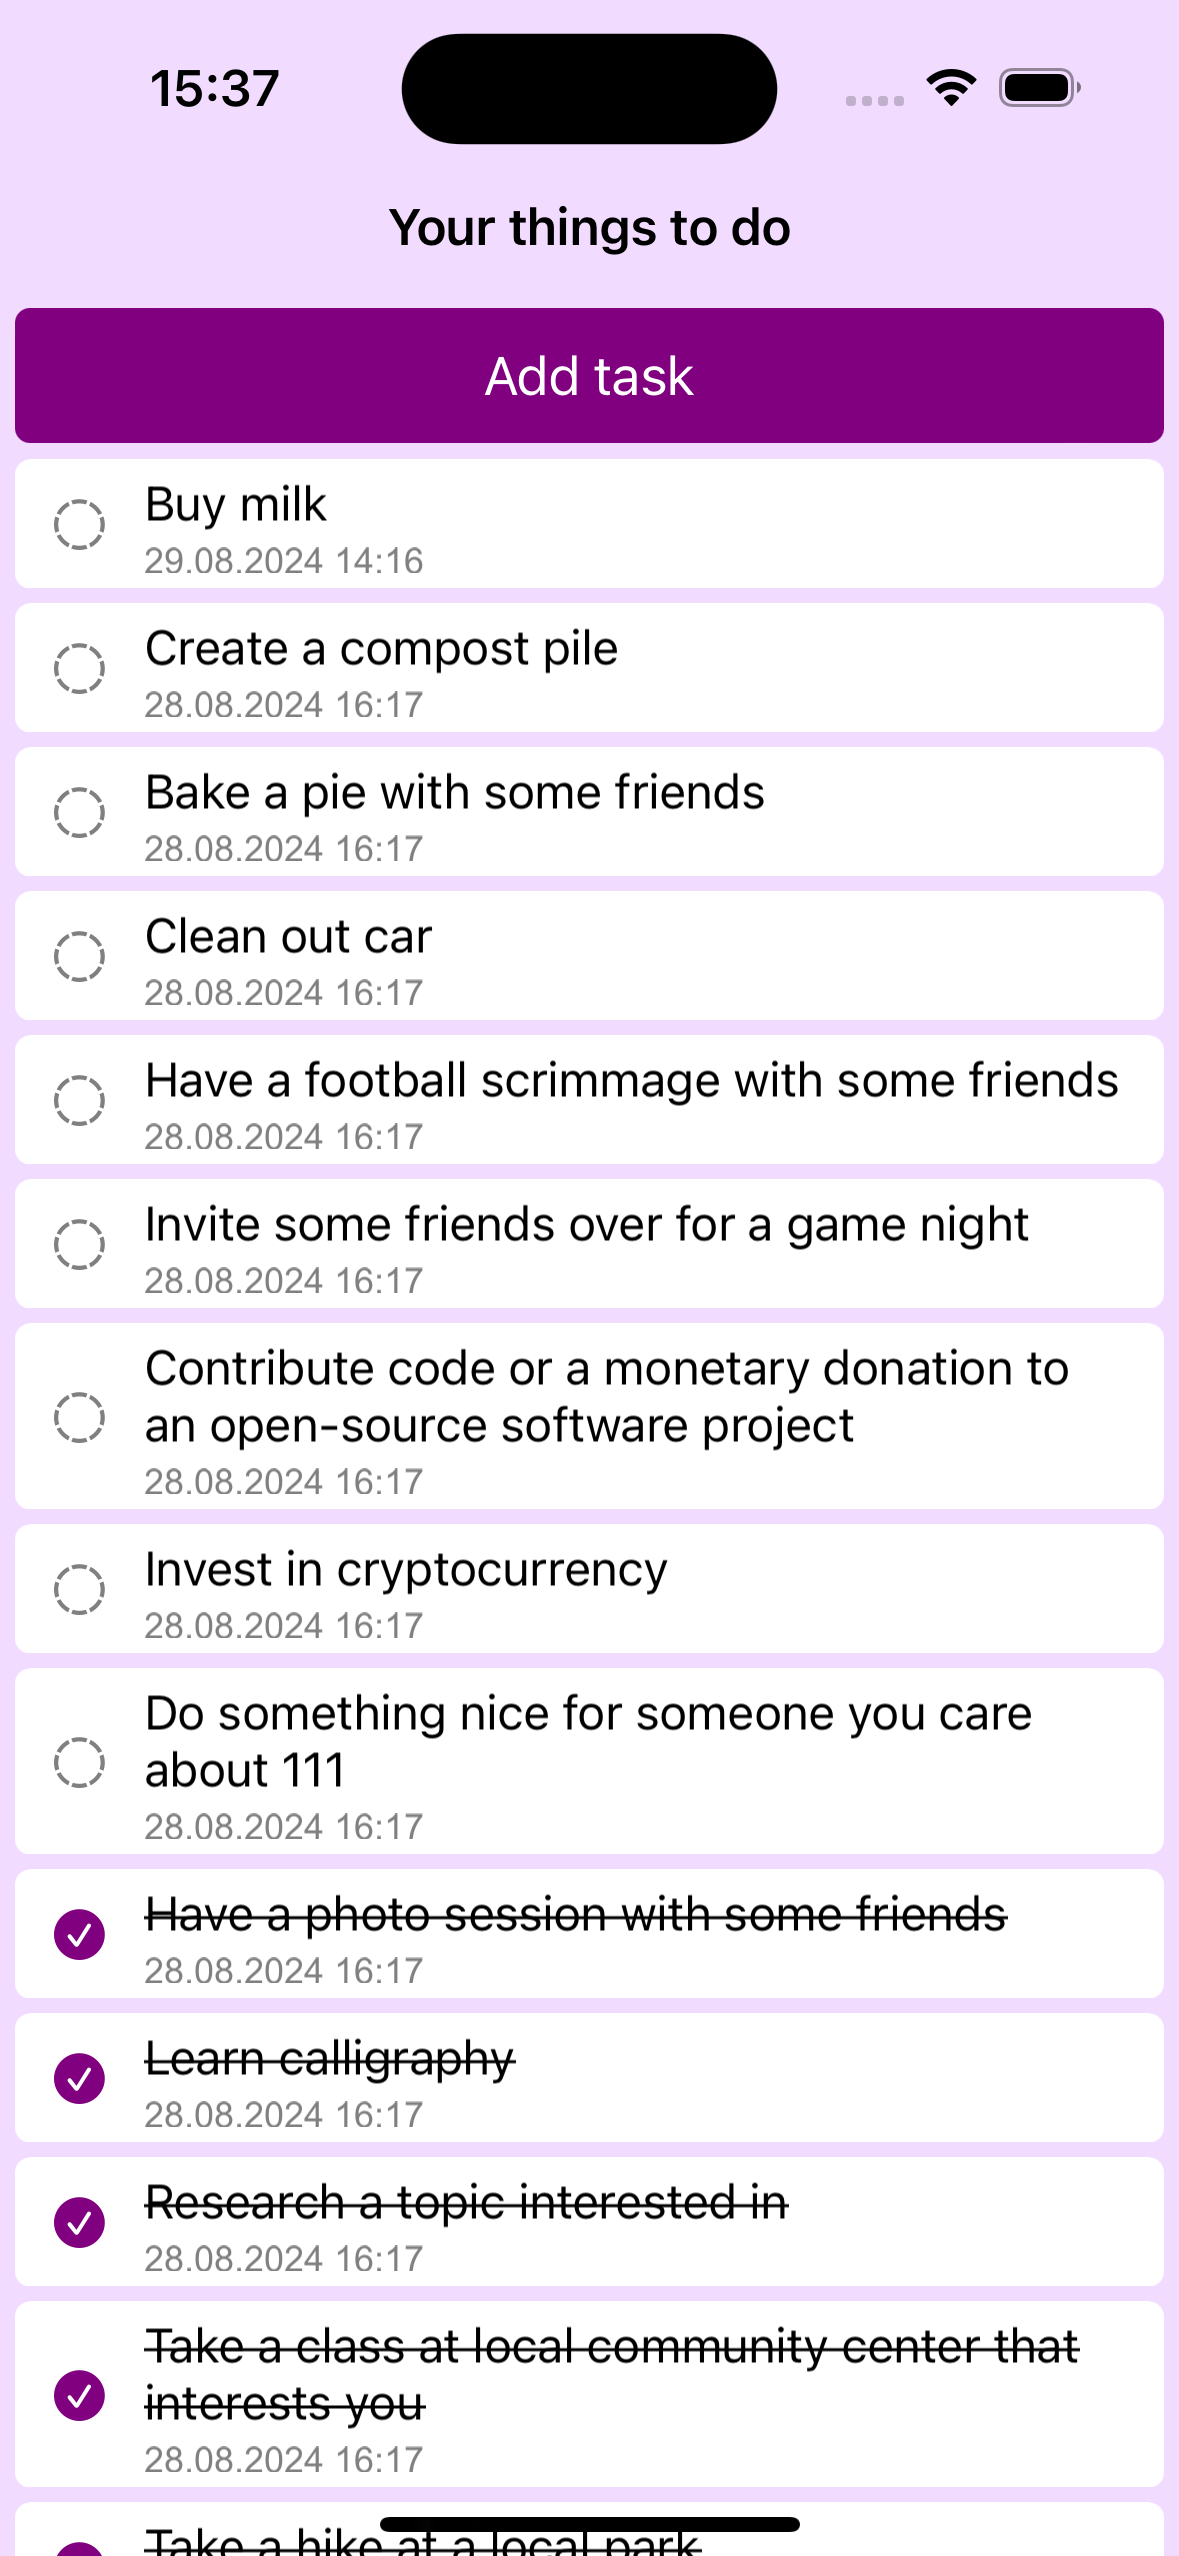 15:37
Your things to do
Add task
Buy milk
29.08.2024 14:16
Create a compost pile
28.08.2024 16:17
Bake a pie with some friends
28.08.2024 16:17
Clean out car
28.08.2024 16:17
Have a football scrimmage with some friends
28.08.2024 16:17
Invite some friends over for a game night
28.08.2024 16:17
Contribute code or a monetary donation to
an open-source software project
28.08.2024 16:17
Invest in cryptocurrency
28.08.2024 16:17
Do something nice for someone you care
about 111
28.08.2024 16:17
Have a photo session with some friends
28.08.2024 16:17
Learn calligraphy
28.08.2024 16:17
Research a topic interested in
28.08.2024 16:17
Take a class at local community center that
interests you
28.08.2024 16:17
Take a hike at a local park